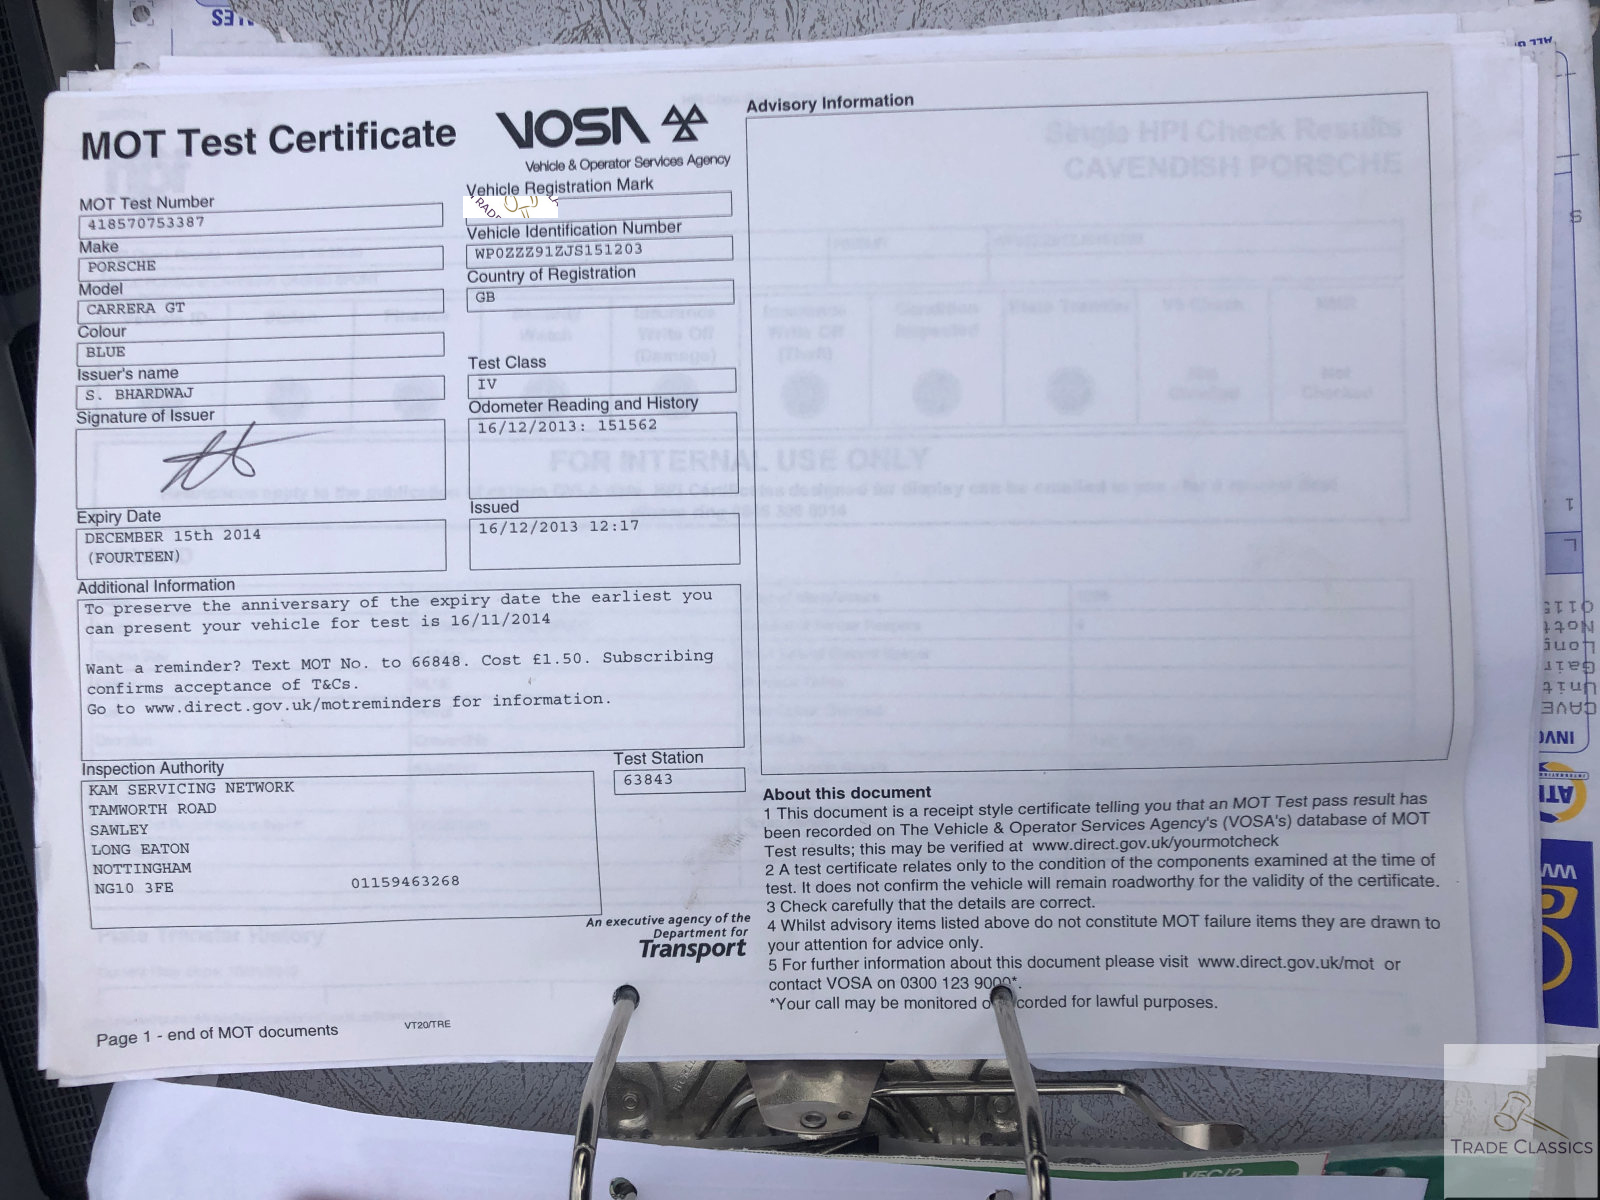 MOT Test Certificate
VOSA
Vehicle & Operator Services Agency
MOT Test Number
418570753387
Make
PORSCHE
Model
CARRERA GT
Colour
BLUE
Issuer's name
S. BHARDWAJ
Signature of Issuer
Expiry Date
DECEMBER 15th 2014
(FOURTEEN)
Vehicle Registration Mark
Vehicle Identification Number
WP0ZZZ91ZJS151203
Country of Registration
GB
Test Class
IV
Odometer Reading and History
16/12/2013: 151562
Issued
16/12/2013 12:17
Additional Information
To preserve the anniversary of the expiry date the earliest you
can present your vehicle for test is 16/11/2014
Want a reminder? Text MOT No. to 66848. Cost £1.50. Subscribing
confirms acceptance of T&Cs.
Go to www.direct.gov.uk/motreminders for information.
Inspection Authority
KAM SERVICING NETWORK
TAMWORTH ROAD
SAWLEY
LONG EATON
NOTTINGHAM
NG10 3FE 01159463268
Test Station
63843
An executive agency of the
Department for
Transport
Page 1 - end of MOT documents
VT20/TRE
Advisory Information
Single HPI Check Results
CAVENDISH PORSCHE
FOR INTERNAL USE ONLY
About this document
1 This document is a receipt style certificate telling you that an MOT Test pass result has
been recorded on The Vehicle & Operator Services Agency's (VOSA's) database of MOT
Test results; this may be verified at www.direct.gov.uk/yourmotcheck
2 A test certificate relates only to the condition of the components examined at the time of
test. It does not confirm the vehicle will remain roadworthy for the validity of the certificate.
3 Check carefully that the details are correct.
4 Whilst advisory items listed above do not constitute MOT failure items they are drawn to
your attention for advice only.
5 For further information about this document please visit www.direct.gov.uk/mot or
contact VOSA on 0300 123 9000*.
*Your call may be monitored for lawful purposes.
TRADE CLASSICS